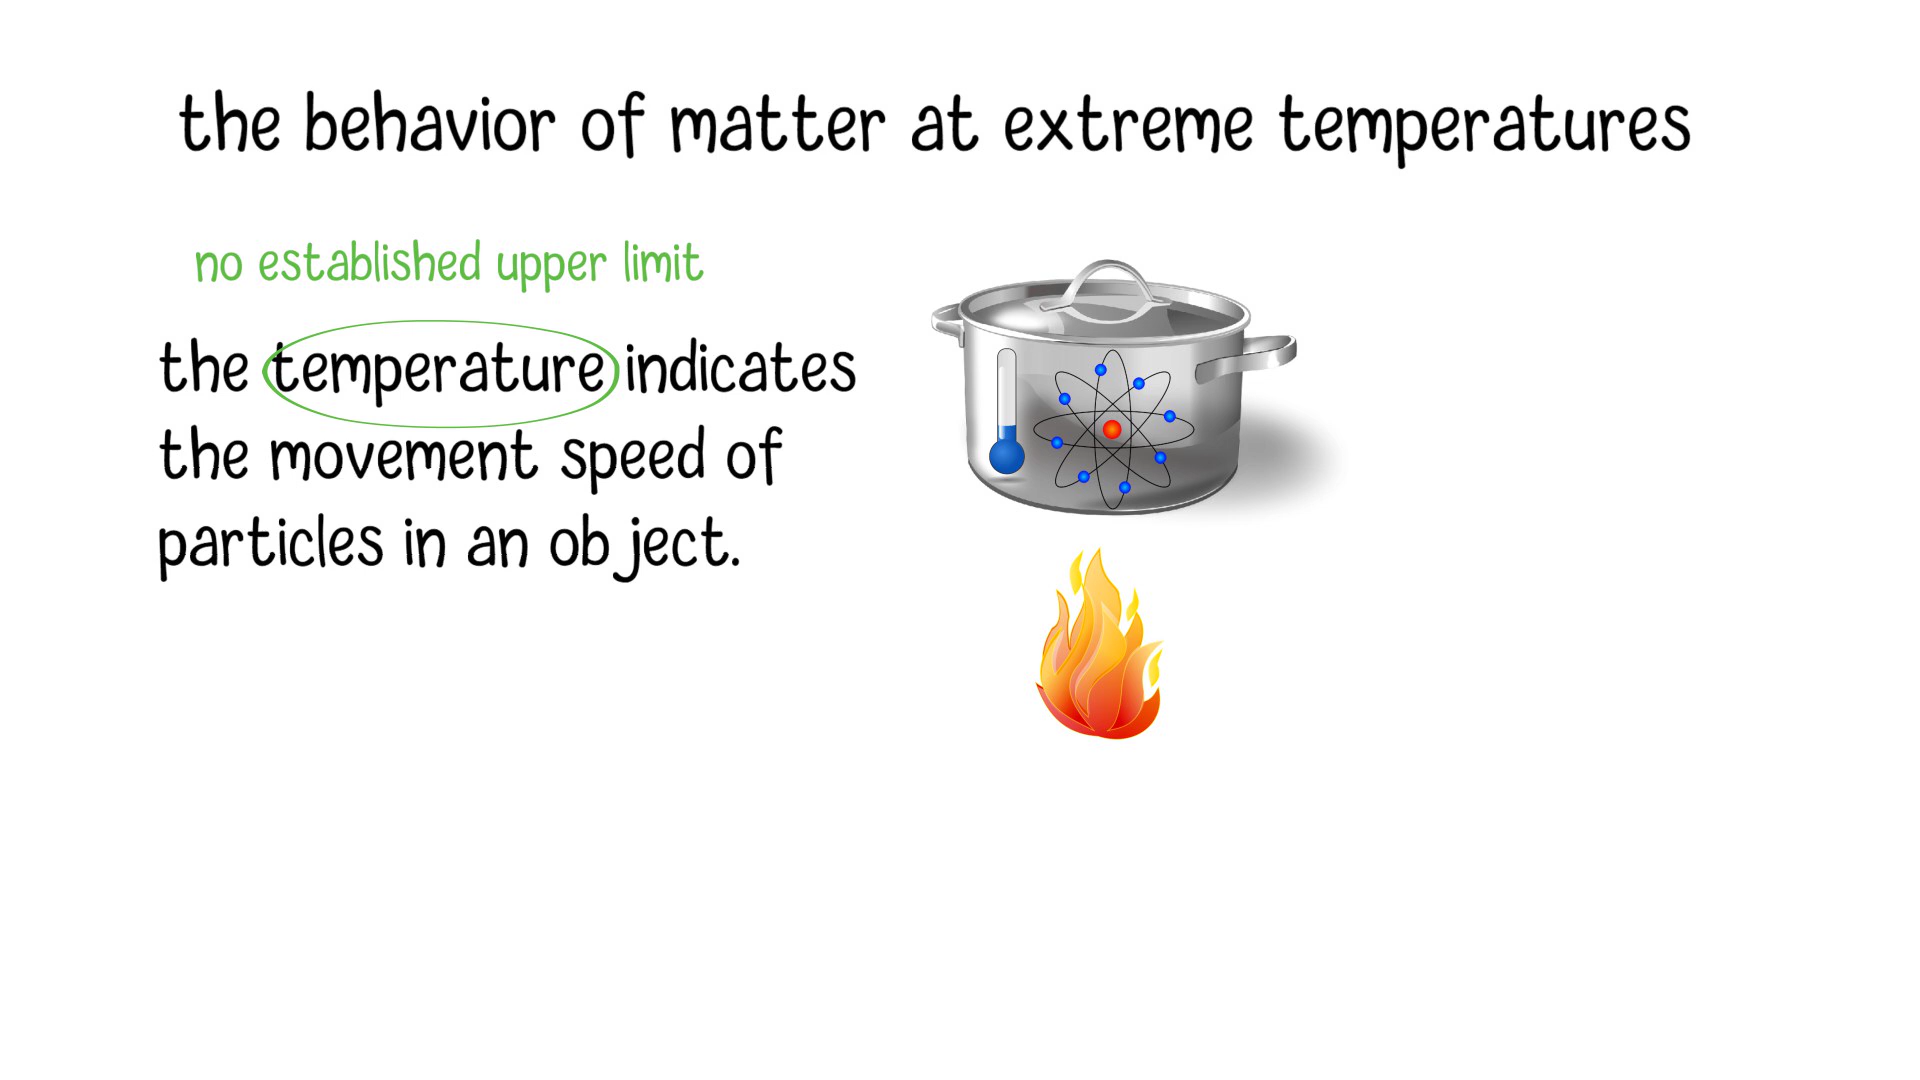 the behavior of matter at extreme temperatures
no established upper limit
the temperature indicates
the movement speed of
particles in an object.